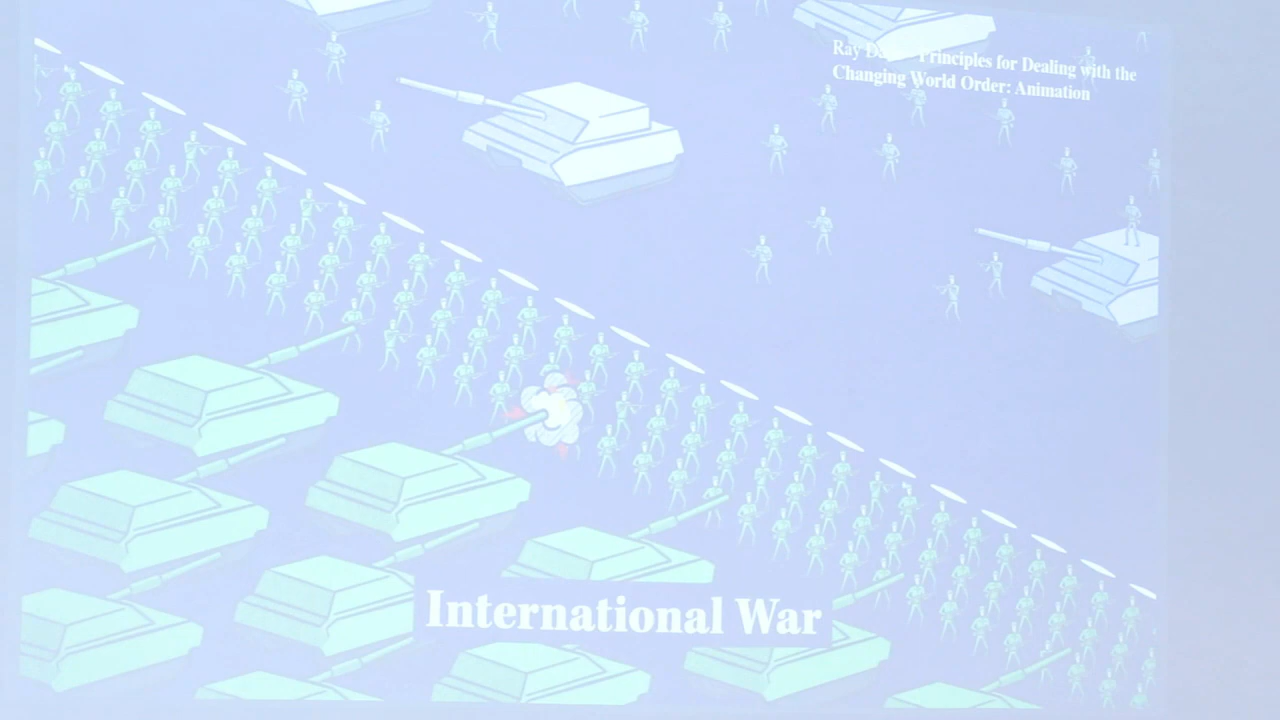 Ray Principles for Dealing with the
Changing World Order: Animation
International War